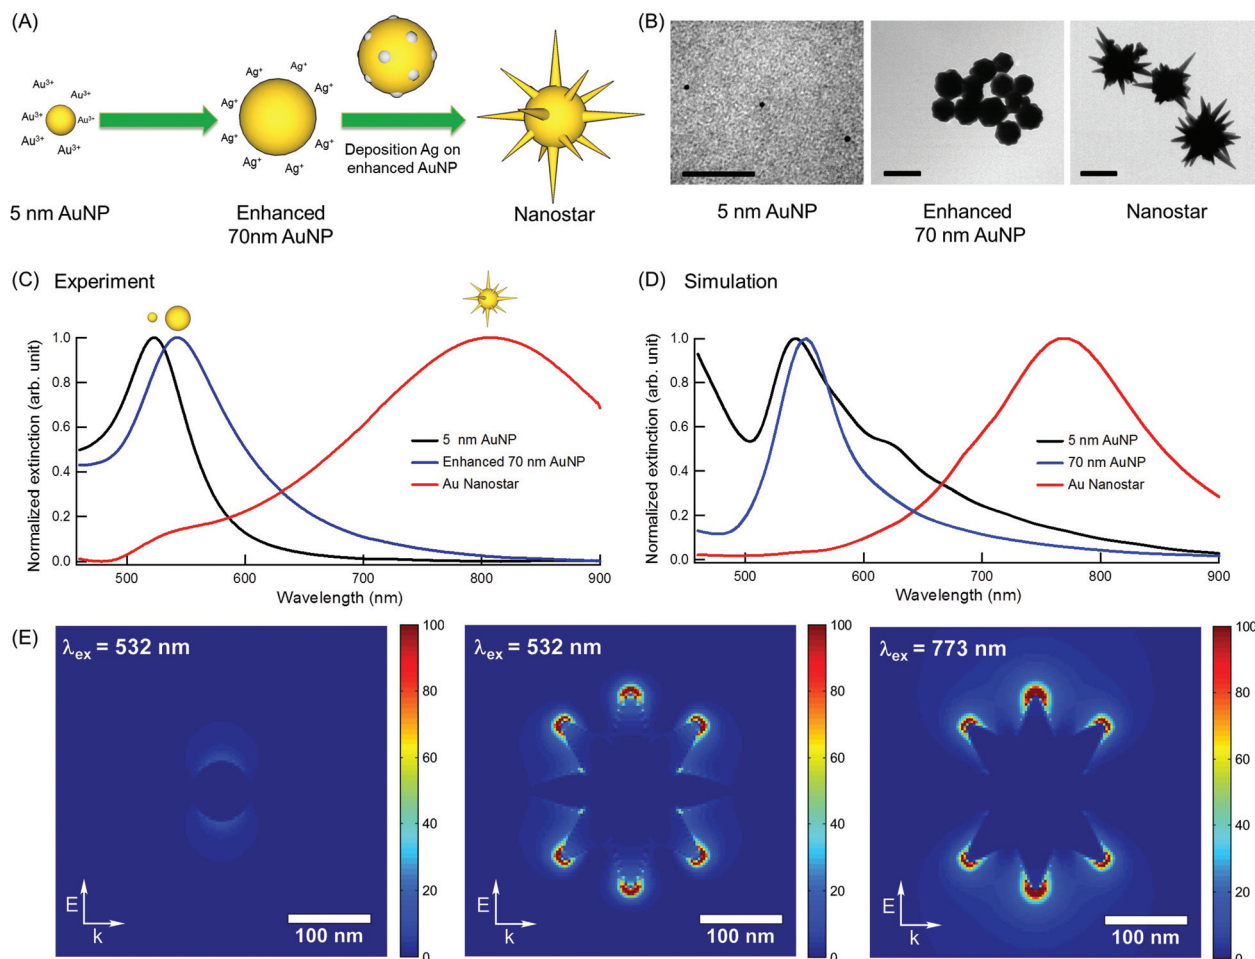 (A)
Au³⁺
Au³⁺
Au³⁺
Au³⁺
Au³⁺
Ag⁺
Ag⁺
Ag⁺
Ag⁺
Ag⁺
Ag⁺
Ag⁺
Ag⁺
Ag⁺
Ag⁺
Deposition Ag on
enhanced AuNP
5 nm AuNP
Enhanced
70nm AuNP
Nanostar
(B)
5 nm AuNP
Enhanced
70 nm AuNP
Nanostar
(C) Experiment
Normalized extinction (arb. unit)
1.0
0.8
0.6
0.4
0.2
0.0
5 nm AuNP
Enhanced 70 nm AuNP
Au Nanostar
500 600 700 800 900
Wavelength (nm)
(D) Simulation
Normalized extinction (arb. unit)
1.0
0.8
0.6
0.4
0.2
0.0
5 nm AuNP
70 nm AuNP
Au Nanostar
500 600 700 800 900
Wavelength (nm)
(E)
λex = 532 nm
E
k
100 nm
100
80
60
40
20
0
λex = 532 nm
E
k
100 nm
100
80
60
40
20
0
λex = 773 nm
E
k
100 nm
100
80
60
40
20
0